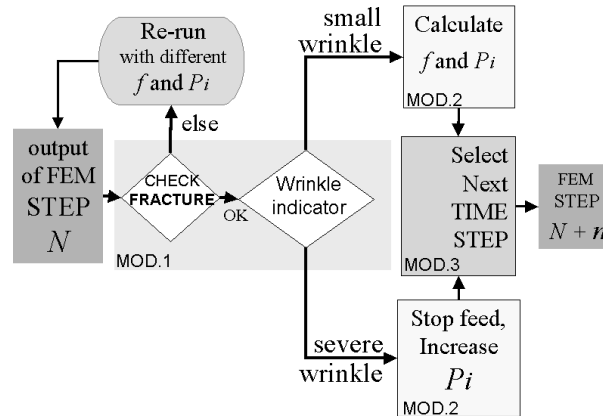 Re-run
with different
f and Pi
else
output
of FEM
STEP
N
CHECK
FRACTURE
OK
Wrinkle
indicator
MOD.1
small
wrinkle
Calculate
f and Pi
MOD.2
Select
Next
TIME
STEP
MOD.3
FEM
STEP
N + n
severe
wrinkle
Stop feed,
Increase
Pi
MOD.2